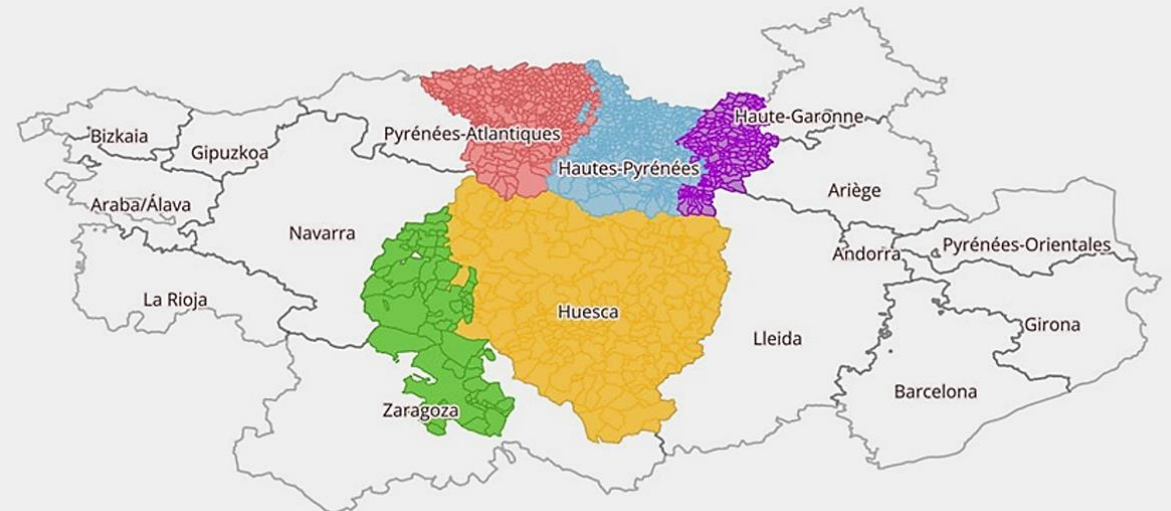 Haute-Garonne
Bizkaia
Pyrénées-Atlantiques
Gipuzkoa
Hautes-Pyrénées
Ariège
Araba/Álava
Navarra
Pyrénées-Orientales
Andorra
La Rioja
Huesca
Girona
Lleida
Barcelona
Zaragoza